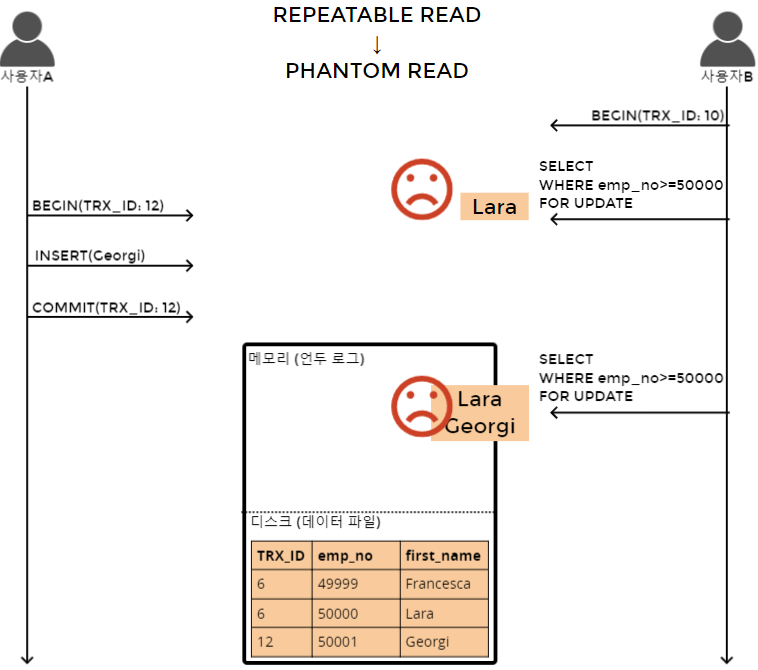 REPEATABLE READ
↓
PHANTOM READ
사용자A
사용자B
BEGIN(TRX_ID: 10)
SELECT
WHERE emp_no>=50000
FOR UPDATE
Lara
BEGIN(TRX_ID: 12)
INSERT(Georgi)
COMMIT(TRX_ID: 12)
메모리 (언두 로그)
SELECT
WHERE emp_no>=50000
FOR UPDATE
Lara
Georgi
디스크 (데이터 파일)
TRX_ID emp_no first_name
6 49999 Francesca
6 50000 Lara
12 50001 Georgi